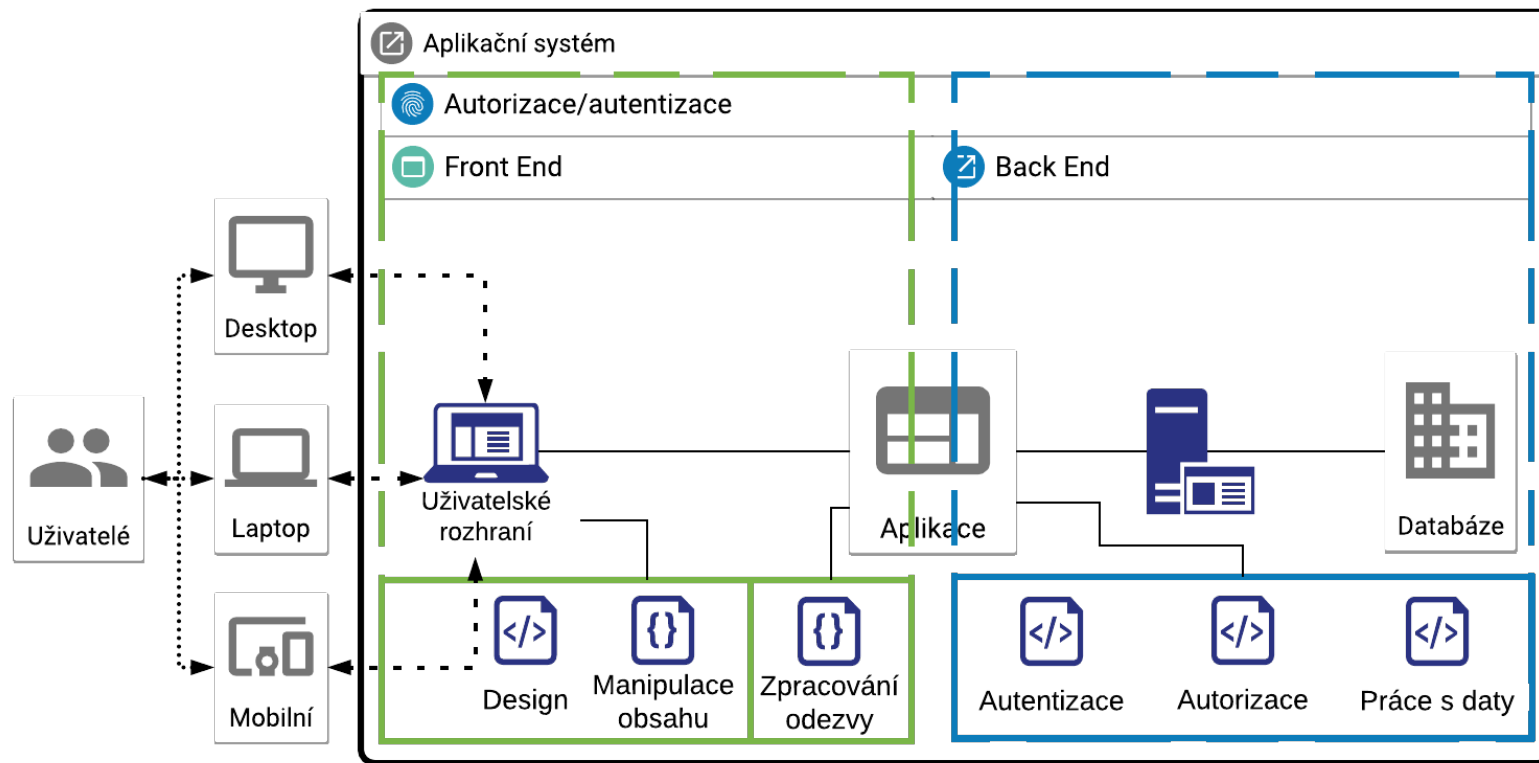 Aplikační systém
Autorizace/autentizace
Front End
Back End
Desktop
Laptop
Mobilní
Uživatelé
Uživatelské
rozhraní
Aplikace
Databáze
Design
Manipulace
obsahu
Zpracování
odezvy
Autentizace
Autorizace
Práce s daty